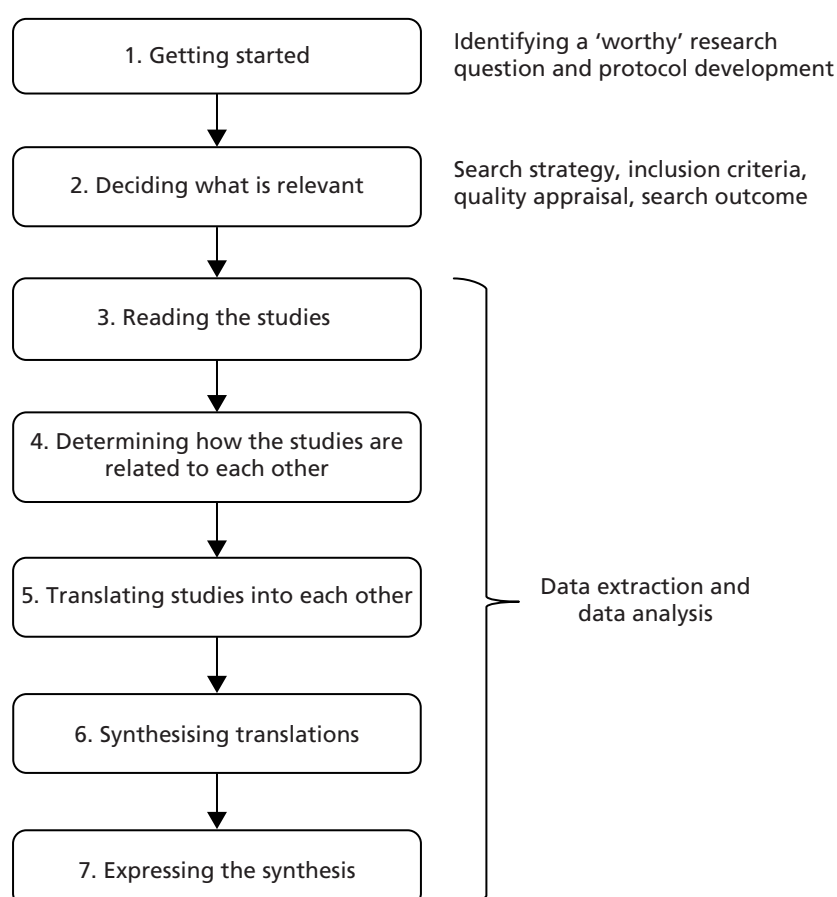 1. Getting started
Identifying a ‘worthy’ research
question and protocol development
2. Deciding what is relevant
Search strategy, inclusion criteria,
quality appraisal, search outcome
3. Reading the studies
4. Determining how the studies are
related to each other
5. Translating studies into each other
Data extraction and
data analysis
6. Synthesising translations
7. Expressing the synthesis